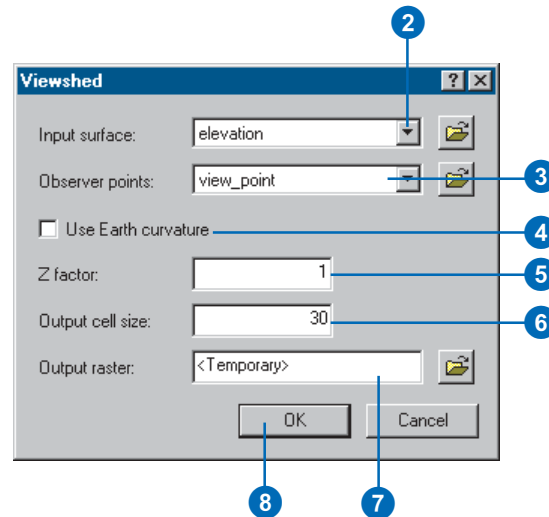 2
Viewshed
Input surface: elevation
Observer points: view_point 3
Use Earth curvature 4
Z factor: 1 5
Output cell size: 30 6
Output raster: <Temporary>
OK Cancel
8 7